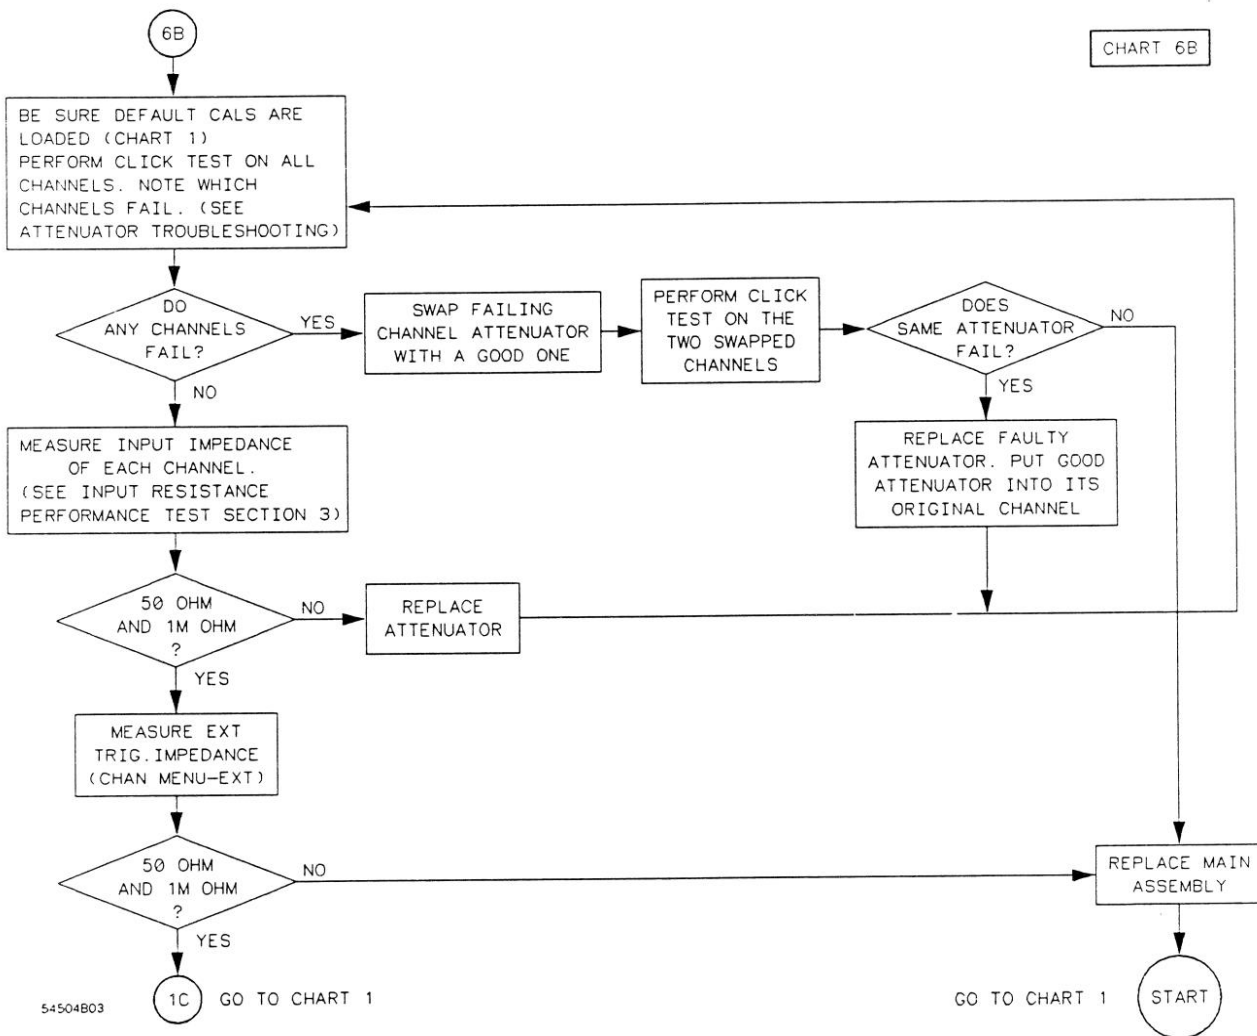 6B
CHART 6B
BE SURE DEFAULT CALS ARE
LOADED (CHART 1)
PERFORM CLICK TEST ON ALL
CHANNELS. NOTE WHICH
CHANNELS FAIL. (SEE
ATTENUATOR TROUBLESHOOTING)
DO
ANY CHANNELS
FAIL?
YES
SWAP FAILING
CHANNEL ATTENUATOR
WITH A GOOD ONE
PERFORM CLICK
TEST ON THE
TWO SWAPPED
CHANNELS
DOES
SAME ATTENUATOR
FAIL?
NO
YES
REPLACE FAULTY
ATTENUATOR. PUT GOOD
ATTENUATOR INTO ITS
ORIGINAL CHANNEL
NO
MEASURE INPUT IMPEDANCE
OF EACH CHANNEL.
(SEE INPUT RESISTANCE
PERFORMANCE TEST SECTION 3)
50 OHM
AND 1M OHM
?
NO
REPLACE
ATTENUATOR
YES
MEASURE EXT
TRIG.IMPEDANCE
(CHAN MENU-EXT)
50 OHM
AND 1M OHM
?
NO
REPLACE MAIN
ASSEMBLY
YES
54504B03
1C
GO TO CHART 1
GO TO CHART 1
START